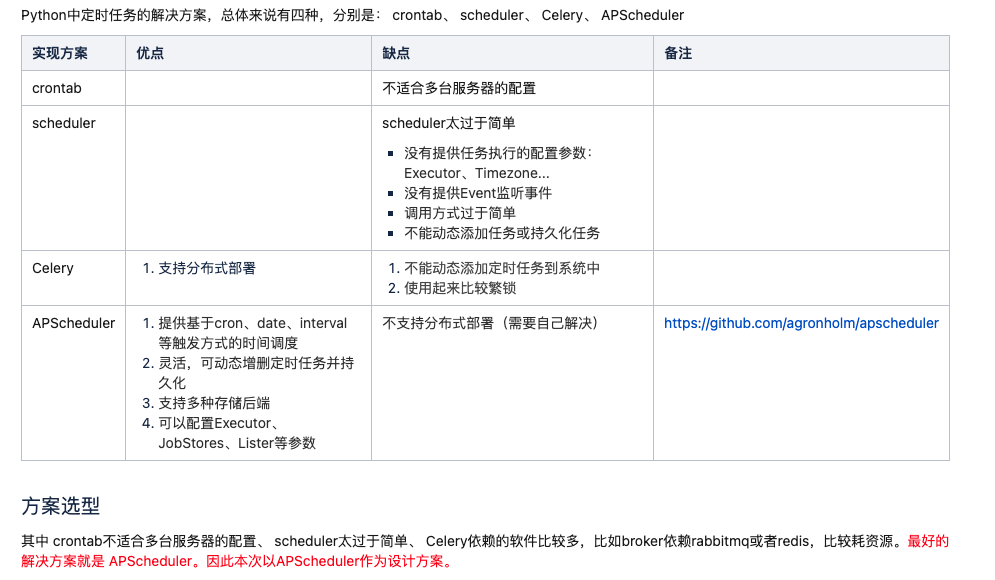 Python中定时任务的解决方案，总体来说有四种，分别是： crontab、 scheduler、 Celery、 APScheduler
实现方案 优点 缺点 备注
crontab 不适合多台服务器的配置
scheduler scheduler太过于简单
▪ 没有提供任务执行的配置参数：
Executor、Timezone...
▪ 没有提供Event监听事件
▪ 调用方式过于简单
▪ 不能动态添加任务或持久化任务
Celery 1. 支持分布式部署 1. 不能动态添加定时任务到系统中
2. 使用起来比较繁锁
APScheduler 1. 提供基于cron、date、interval 不支持分布式部署（需要自己解决） https://github.com/agronholm/apscheduler
等触发方式的时间调度
2. 灵活，可动态增删定时任务并持
久化
3. 支持多种存储后端
4. 可以配置Executor、
JobStores、Lister等参数
方案选型
其中 crontab不适合多台服务器的配置、 scheduler太过于简单、 Celery依赖的软件比较多，比如broker依赖rabbitmq或者redis，比较耗资源。最好的
解决方案就是 APScheduler。因此本次以APScheduler作为设计方案。